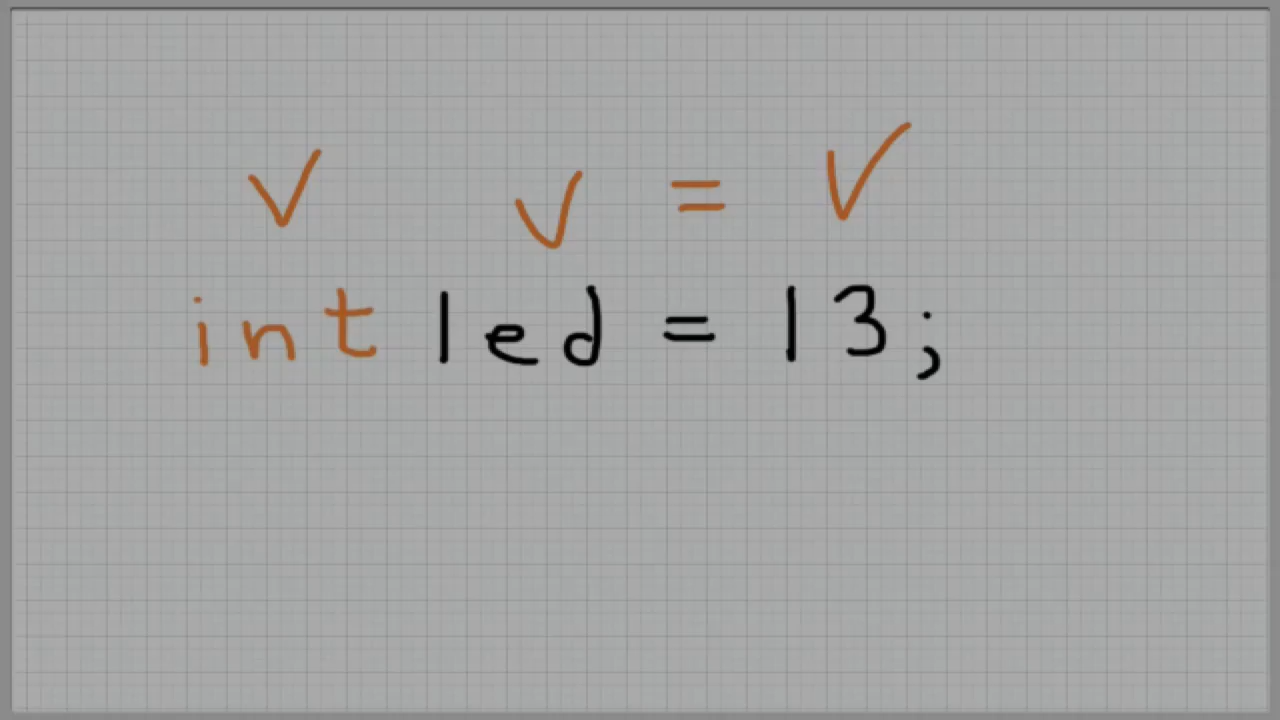 ✓ ✓ = ✓
int led = 13;